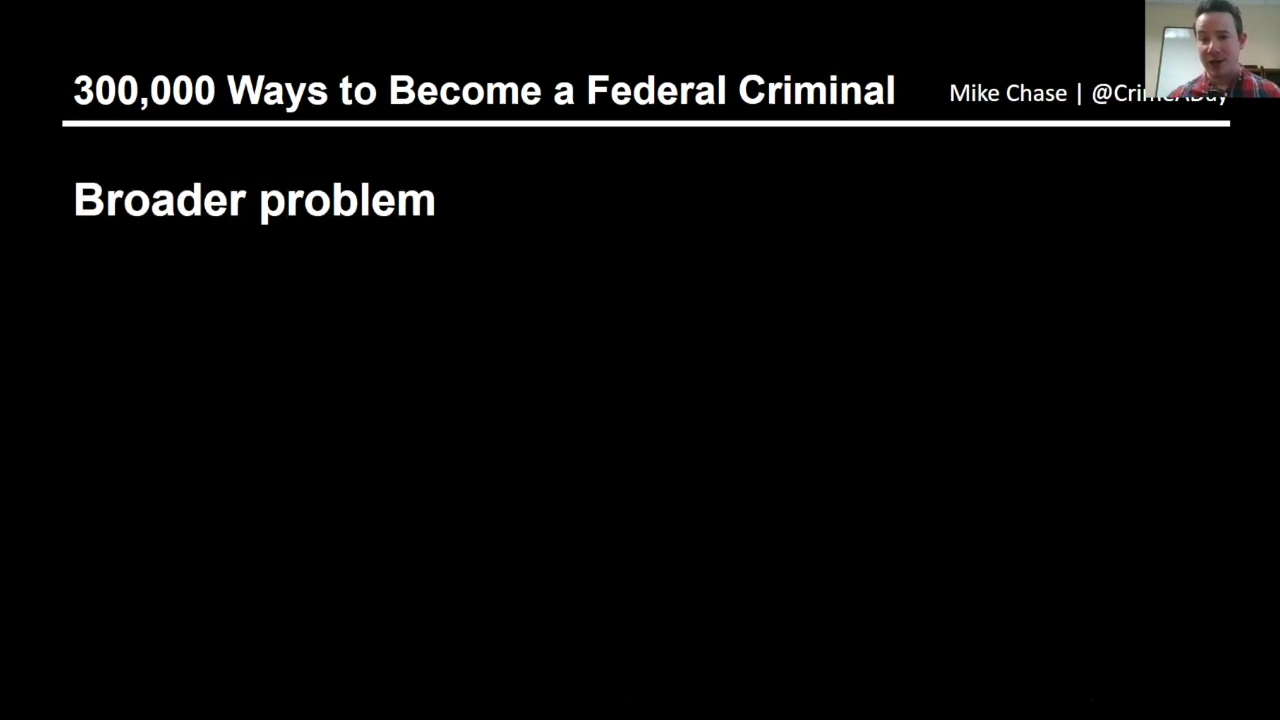 300,000 Ways to Become a Federal Criminal
Mike Chase | @CrimeADay
Broader problem